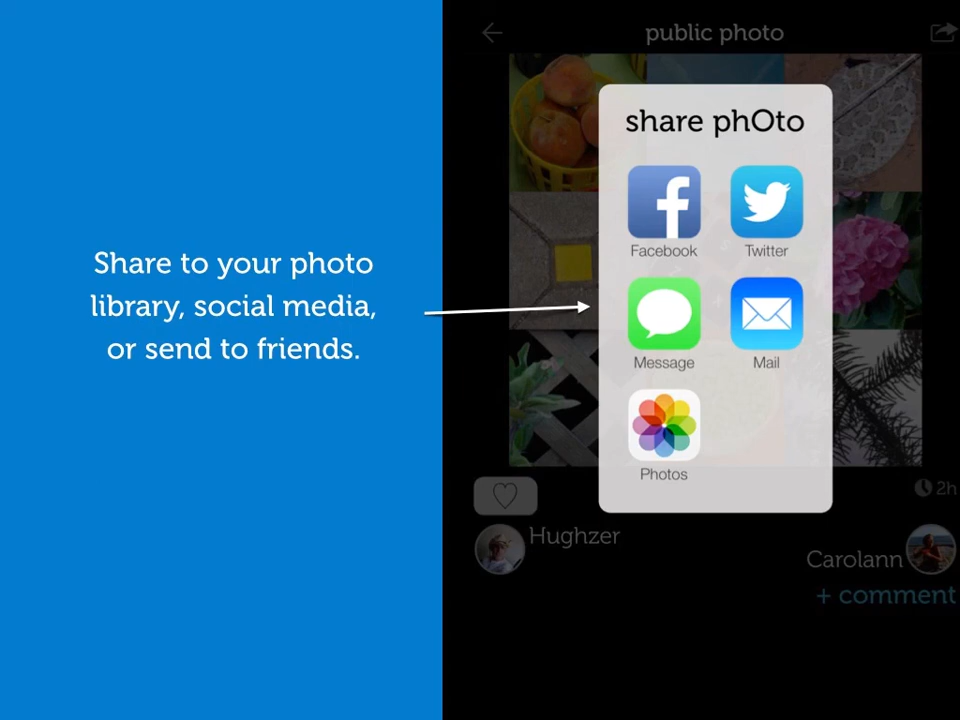 public photo
share phOto
Facebook
Twitter
Share to your photo
library, social media,
or send to friends.
Message
Mail
Photos
2h
Hughzer
Carolann
+ comment